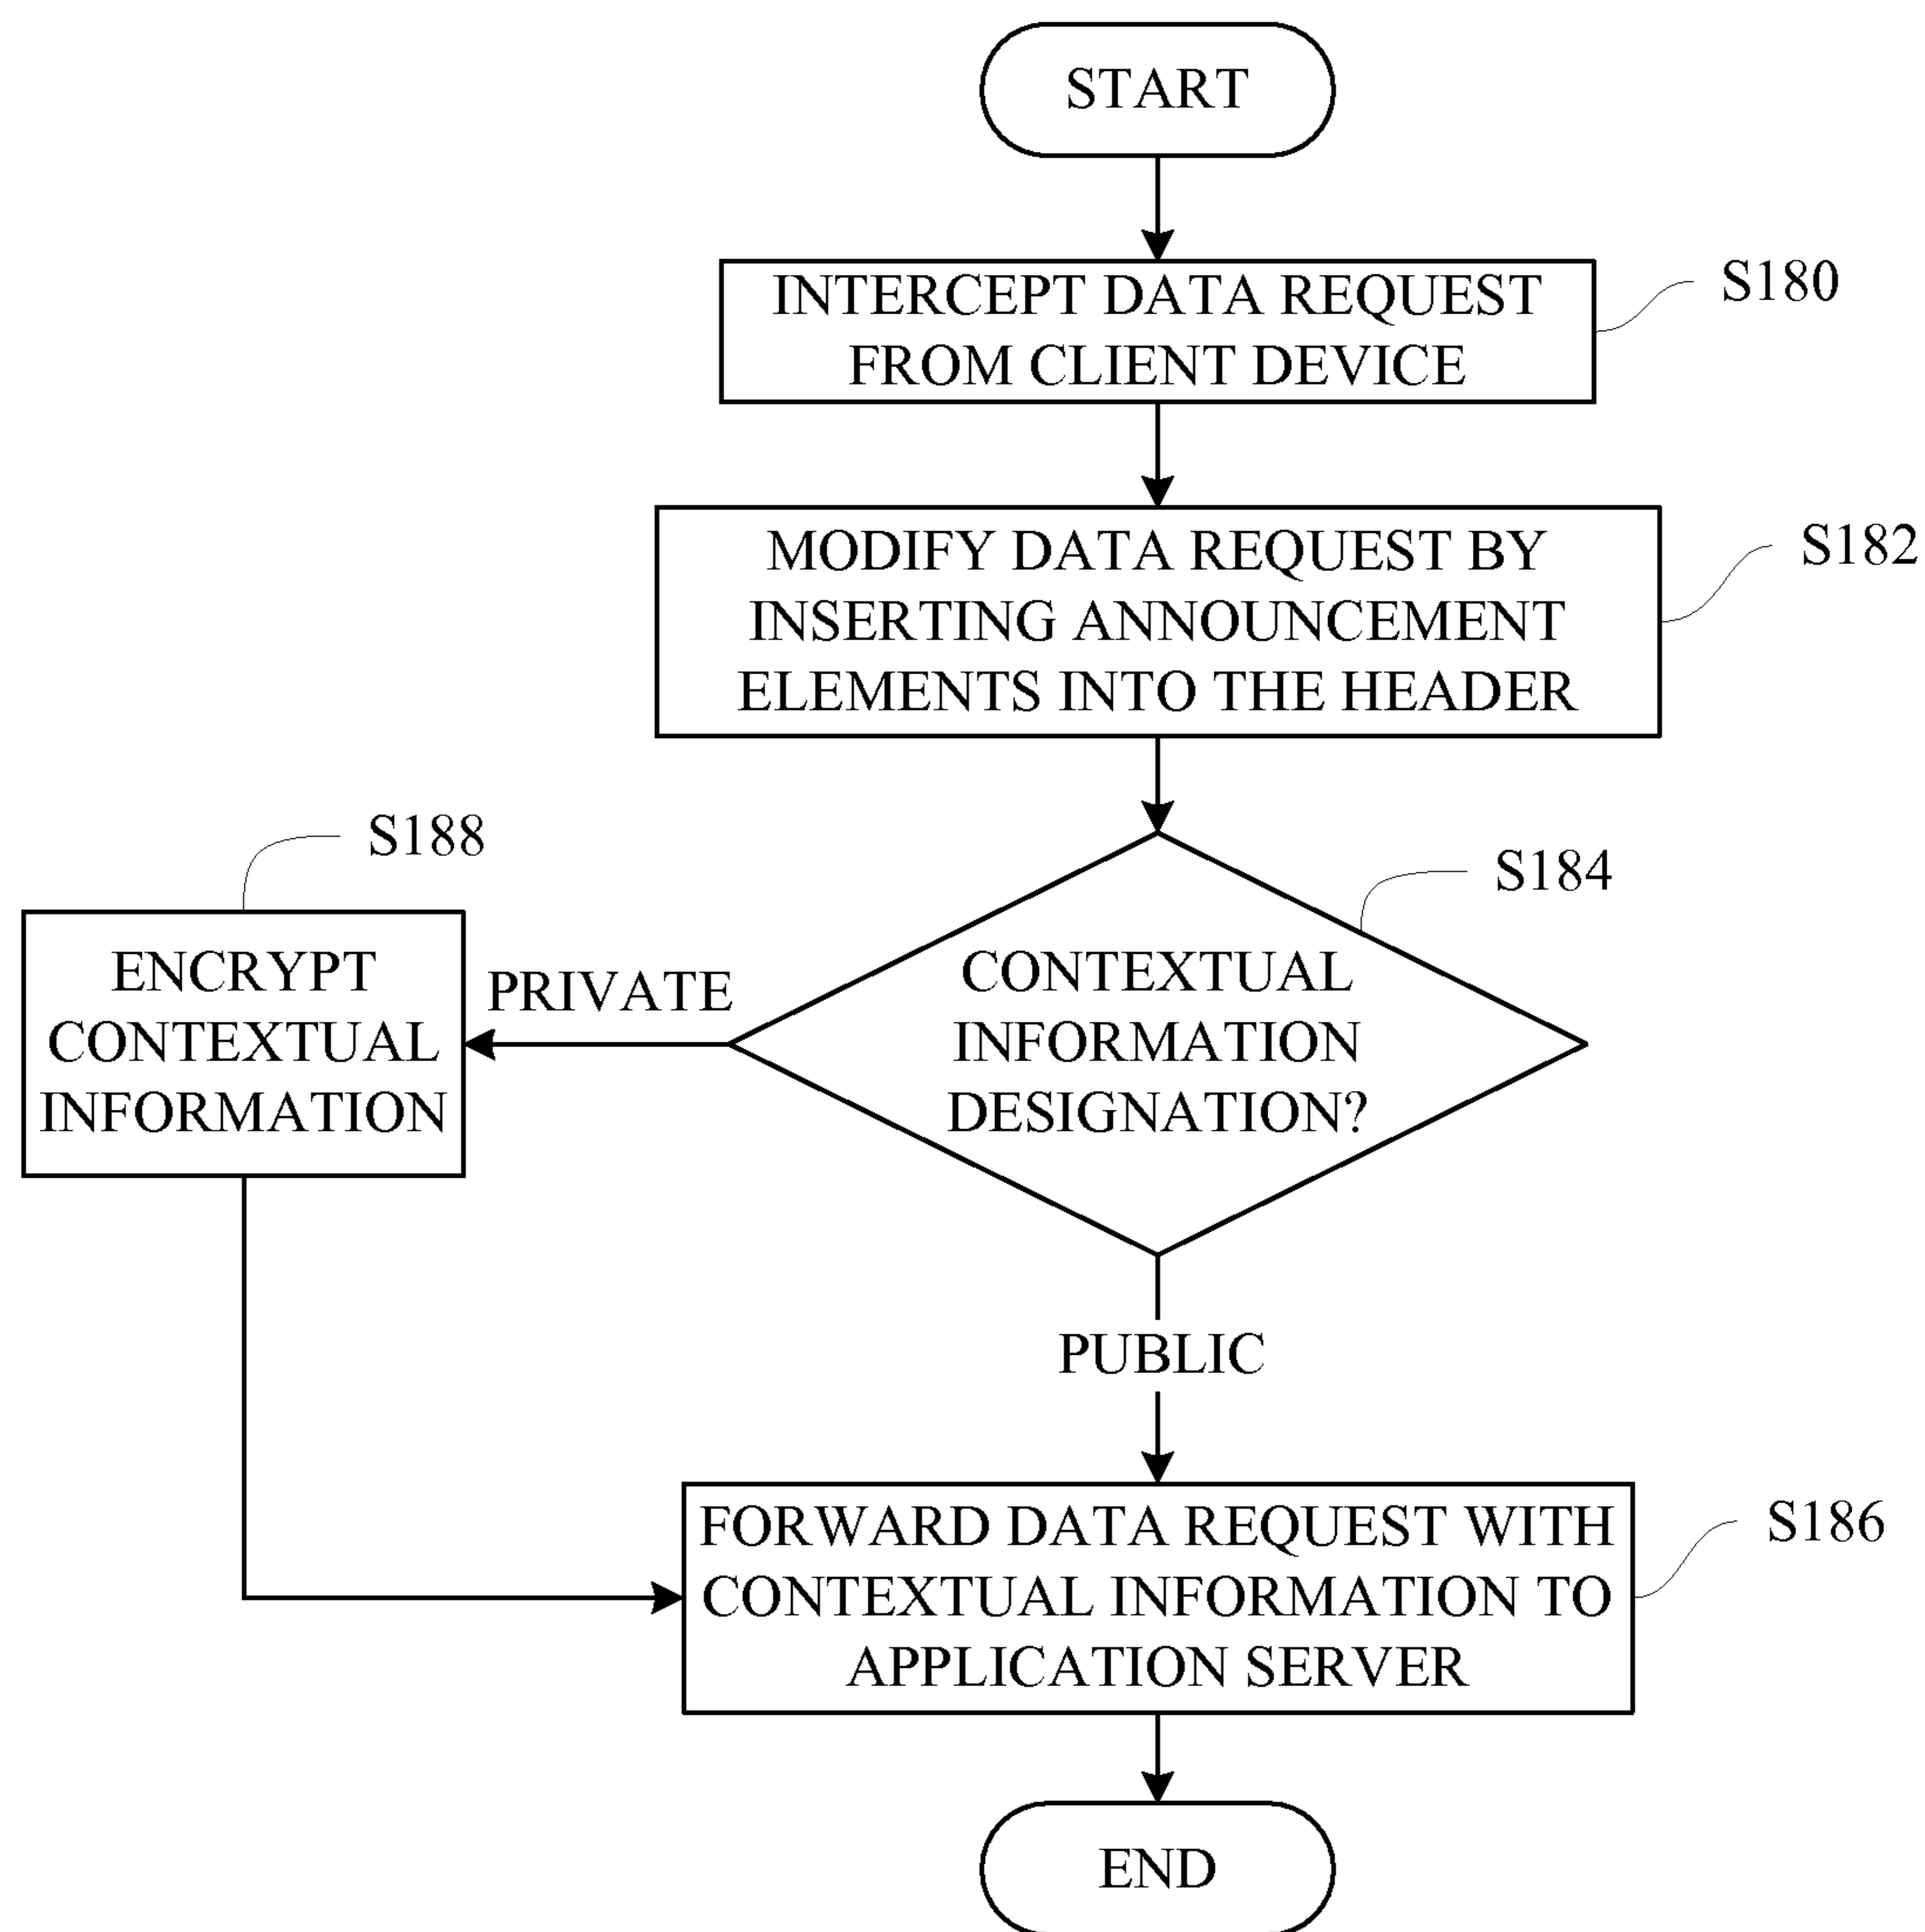 START
INTERCEPT DATA REQUEST
FROM CLIENT DEVICE
S180
MODIFY DATA REQUEST BY
INSERTING ANNOUNCEMENT
ELEMENTS INTO THE HEADER
S182
S184
CONTEXTUAL
INFORMATION
DESIGNATION?
PRIVATE
S188
ENCRYPT
CONTEXTUAL
INFORMATION
PUBLIC
FORWARD DATA REQUEST WITH
CONTEXTUAL INFORMATION TO
APPLICATION SERVER
S186
END